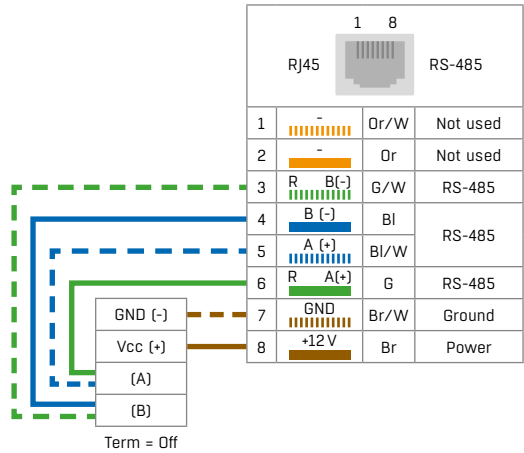 1 8
RJ45 RS-485
1 - Or/W Not used
2 - Or Not used
3 R B(-) G/W RS-485
4 B (-) Bl RS-485
5 A (+) Bl/W
6 R A(+) G RS-485
7 GND Br/W Ground
8 +12 V Br Power
GND (-)
Vcc (+)
(A)
(B)
Term = Off